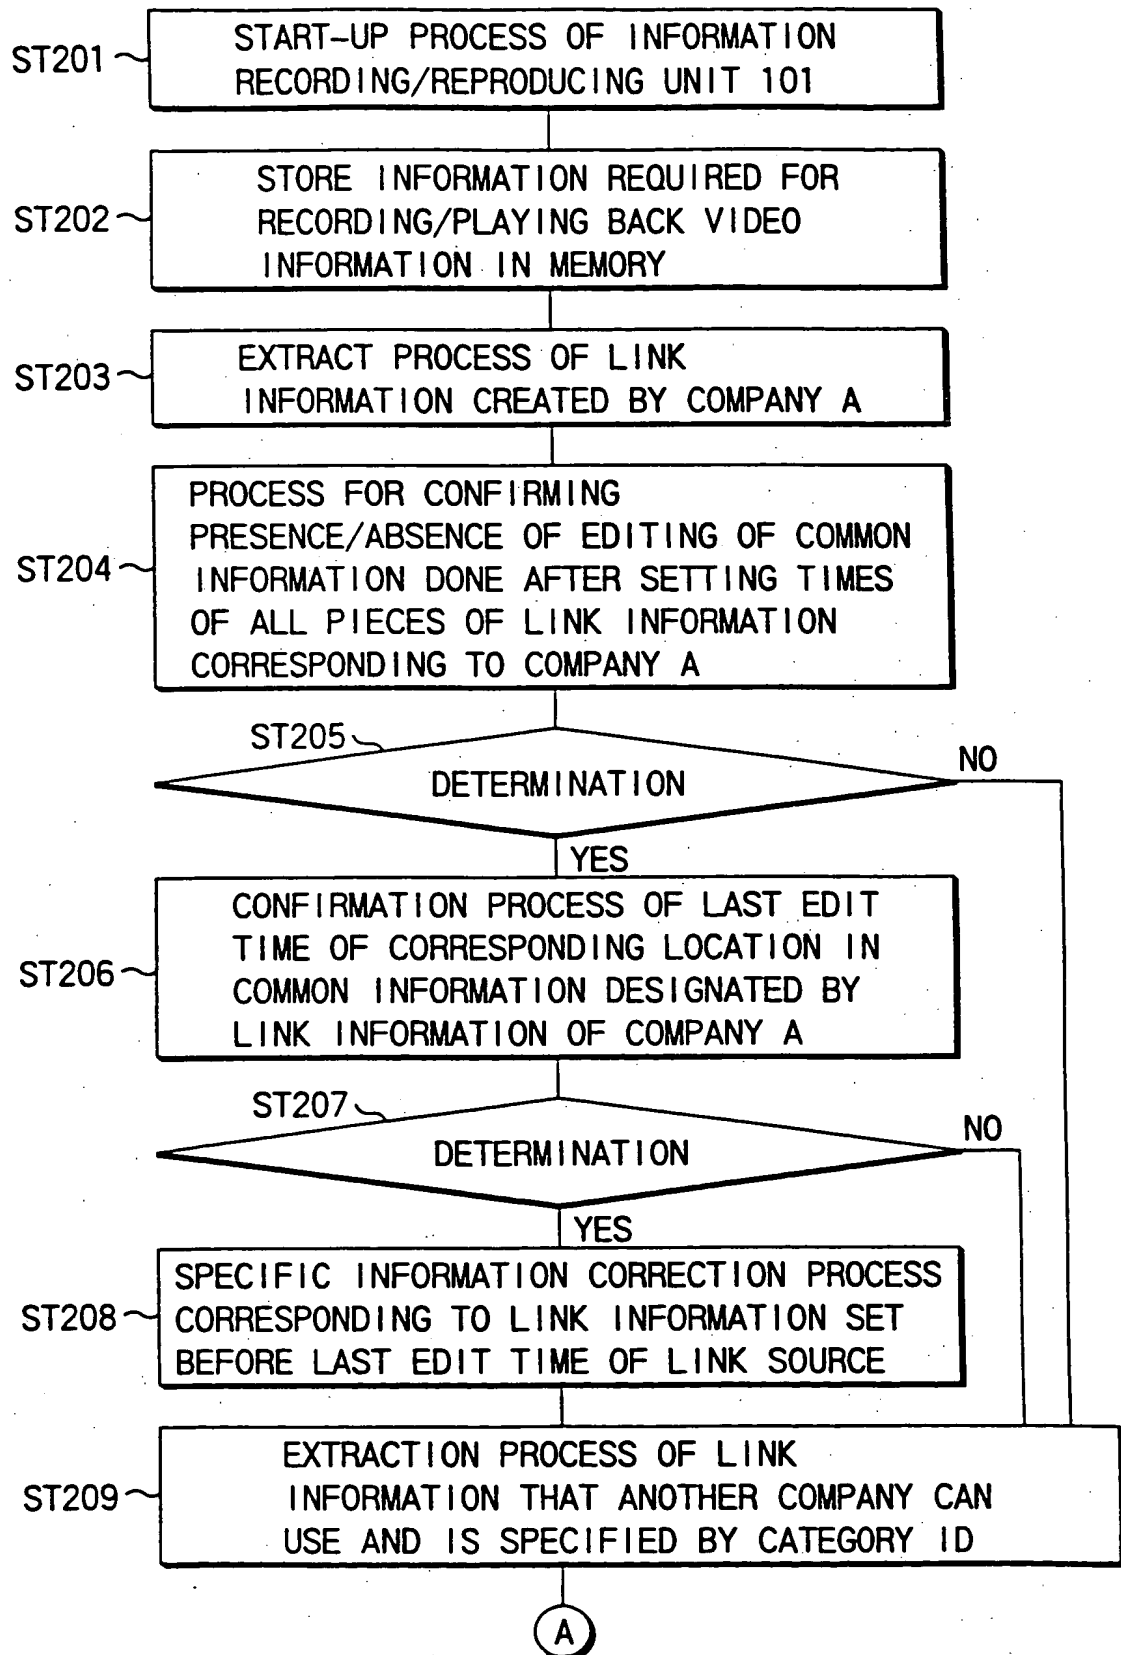 START-UP PROCESS OF INFORMATION
RECORDING/REPRODUCING UNIT 101
ST201
STORE INFORMATION REQUIRED FOR
RECORDING/PLAYING BACK VIDEO
INFORMATION IN MEMORY
ST202
EXTRACT PROCESS OF LINK
INFORMATION CREATED BY COMPANY A
ST203
PROCESS FOR CONFIRMING
PRESENCE/ABSENCE OF EDITING OF COMMON
INFORMATION DONE AFTER SETTING TIMES
OF ALL PIECES OF LINK INFORMATION
CORRESPONDING TO COMPANY A
ST204
ST205
DETERMINATION
NO
YES
CONFIRMATION PROCESS OF LAST EDIT
TIME OF CORRESPONDING LOCATION IN
COMMON INFORMATION DESIGNATED BY
LINK INFORMATION OF COMPANY A
ST206
ST207
DETERMINATION
NO
YES
SPECIFIC INFORMATION CORRECTION PROCESS
CORRESPONDING TO LINK INFORMATION SET
BEFORE LAST EDIT TIME OF LINK SOURCE
ST208
EXTRACTION PROCESS OF LINK
INFORMATION THAT ANOTHER COMPANY CAN
USE AND IS SPECIFIED BY CATEGORY ID
ST209
A